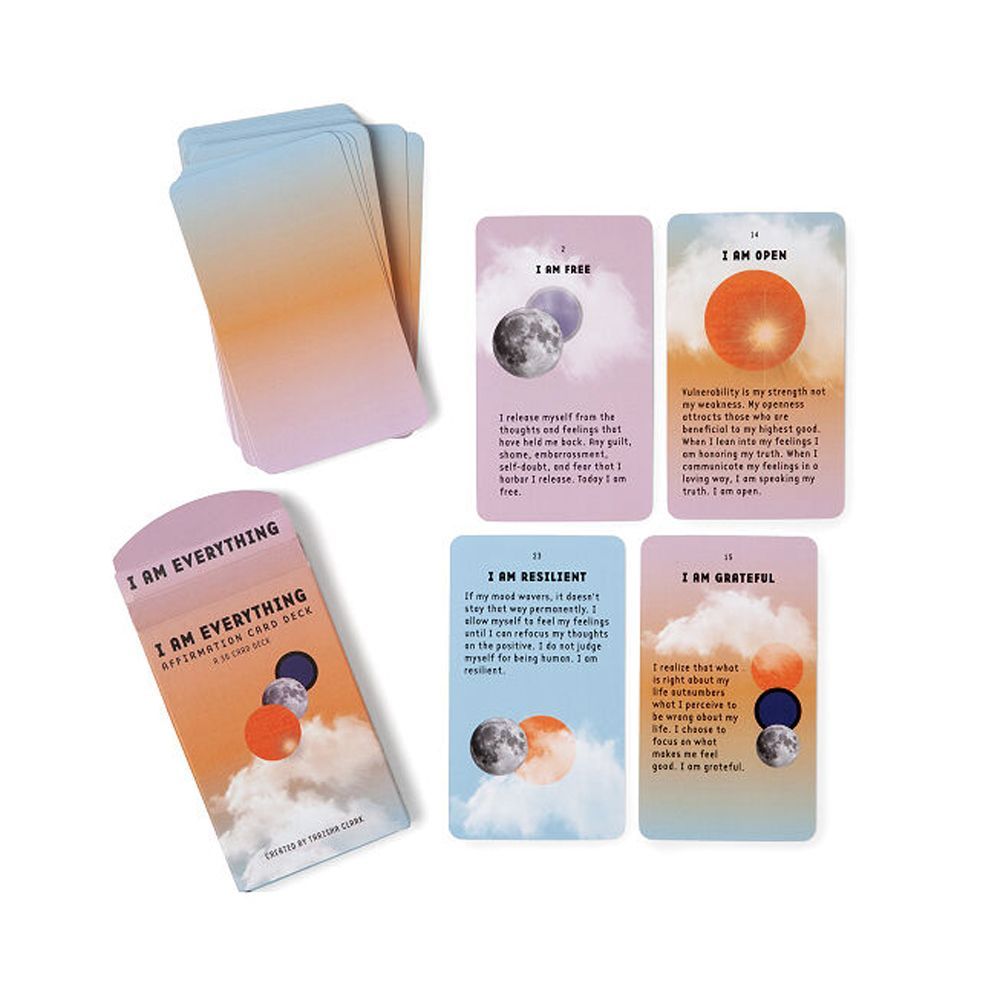 2
I AM FREE
I release myself from the
thoughts and feelings that
have held me back. Any guilt,
shame, embarrassment,
self-doubt, and fear that I
harbor I release. Today I am
free.
14
I AM OPEN
Vulnerability is my strength not
my weakness. My openness
attracts those who are
beneficial to my highest good.
When I lean into my feelings I
am honoring my truth. When I
communicate my feelings in a
loving way, I am speaking my
truth. I am open.
I AM EVERYTHING
I AM EVERYTHING
AFFIRMATION CARD DECK
A 36 CARD DECK
CREATED BY TARISHA CLARK
23
I AM RESILIENT
If my mood wavers, it doesn't
stay that way permanently. I
allow myself to feel my feelings
until I can refocus my thoughts
on the positive. I do not judge
myself for being human. I am
resilient.
15
I AM GRATEFUL
I realize that what
is right about my
life outnumbers
what I perceive to
be wrong about my
life. I choose to
focus on what
makes me feel
good. I am grateful.